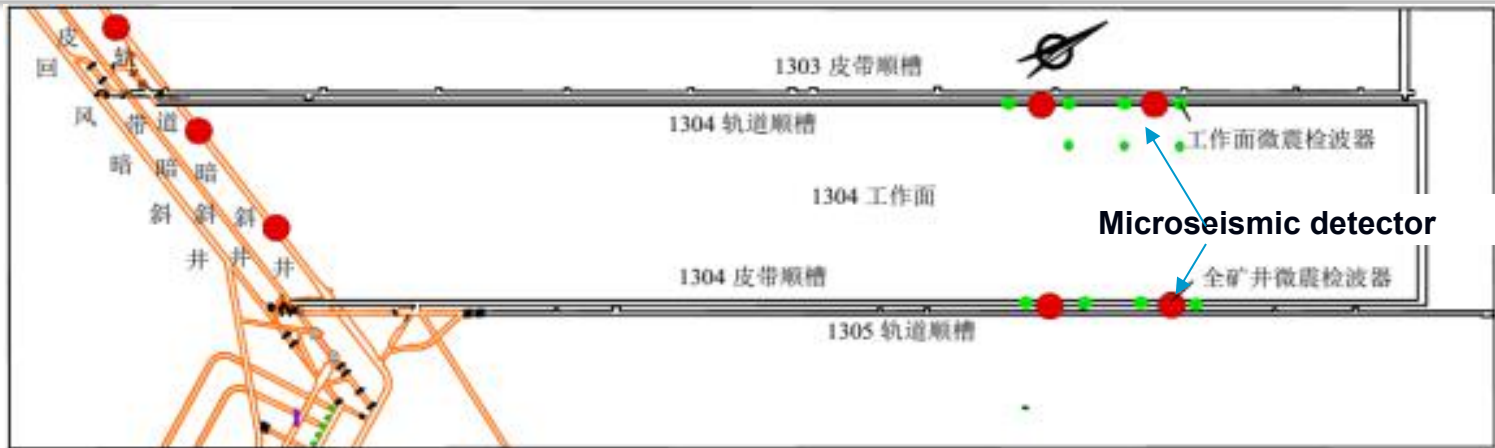 1303 皮带顺槽
1304 轨道顺槽
工作面微震检波器
1304 工作面
Microseismic detector
1304 皮带顺槽
全矿井微震检波器
1305 轨道顺槽
皮带暗斜井
轨道暗斜井
回风暗斜井